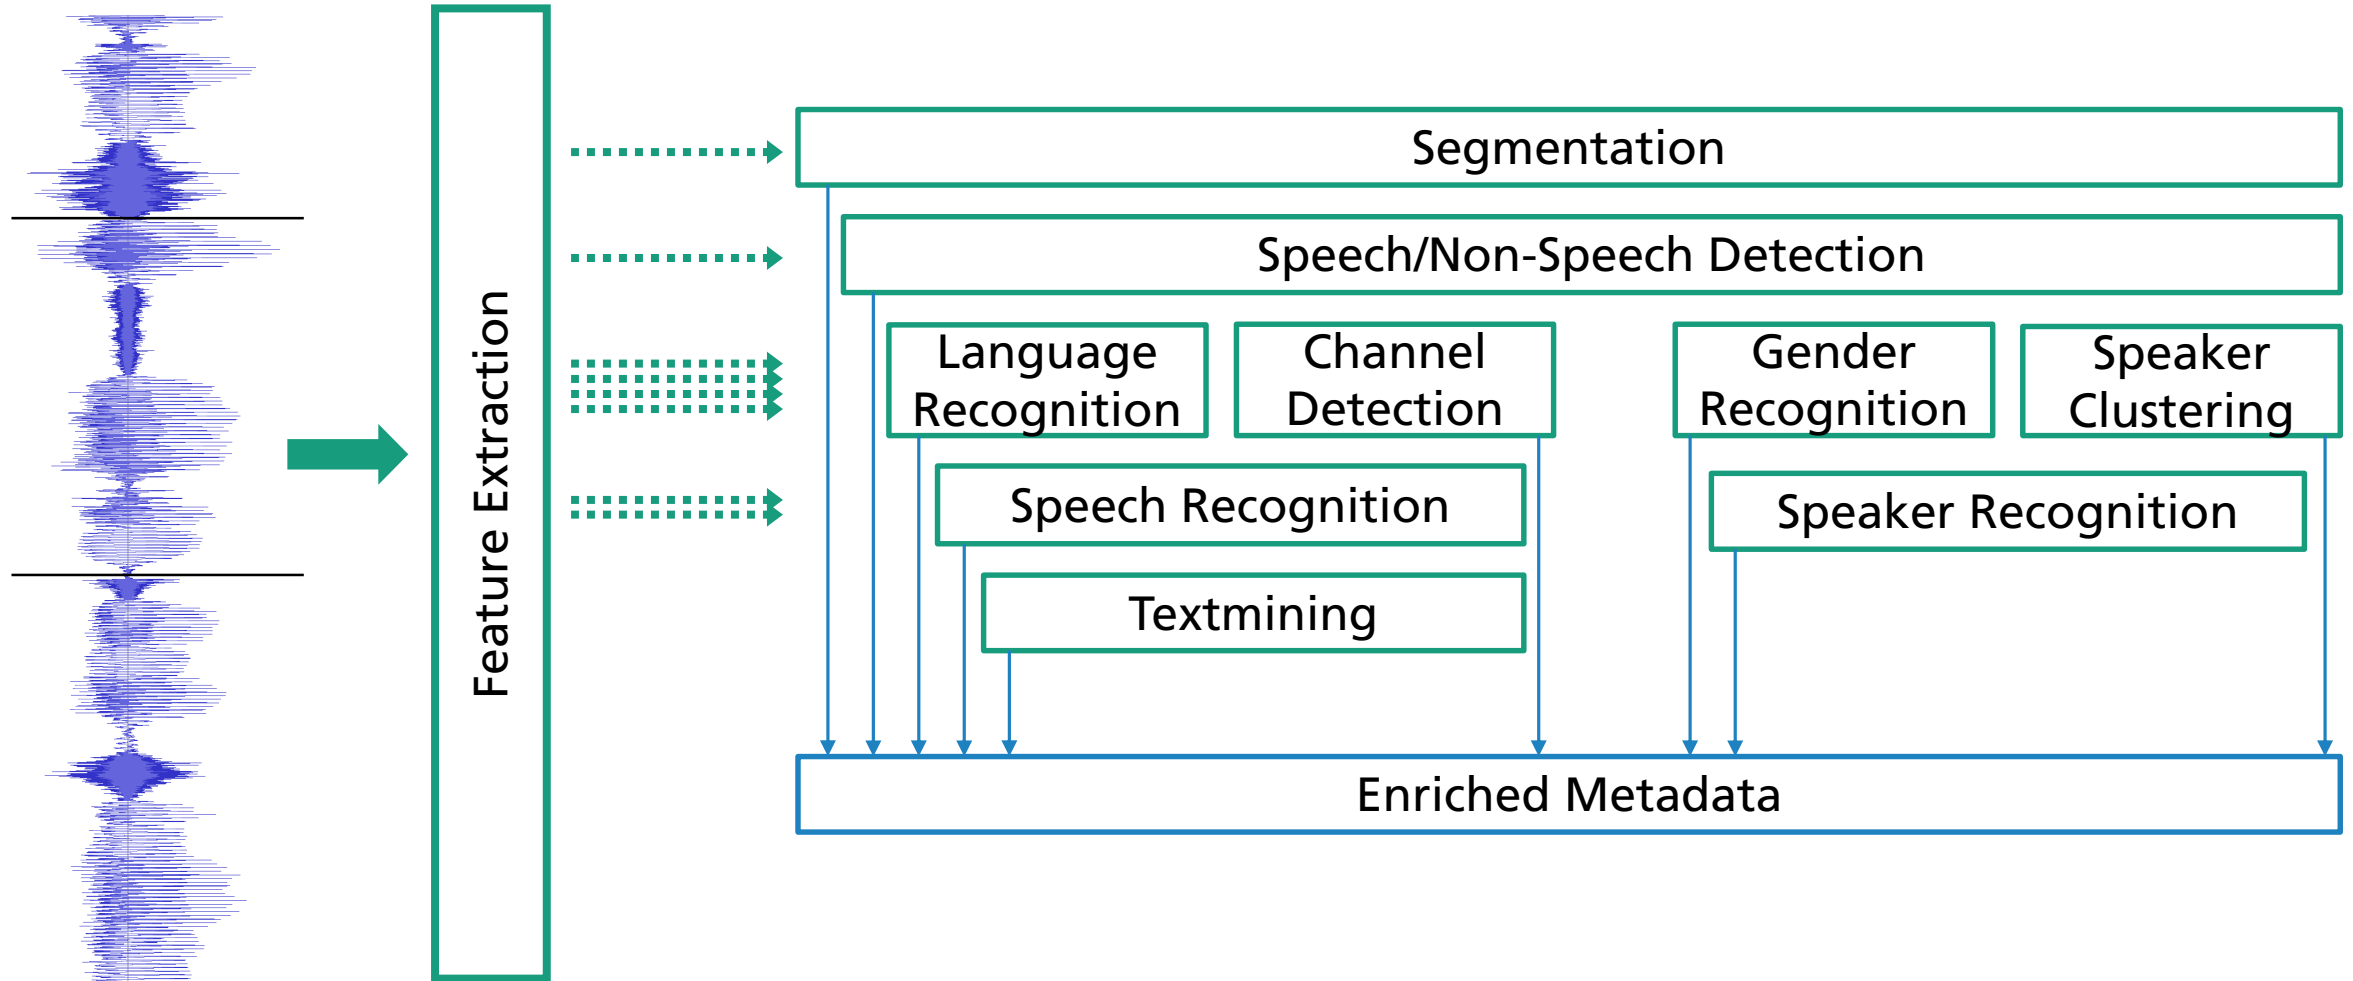 Feature Extraction
Segmentation
Speech/Non-Speech Detection
Language
Recognition
Channel
Detection
Gender
Recognition
Speaker
Clustering
Speech Recognition
Speaker Recognition
Textmining
Enriched Metadata